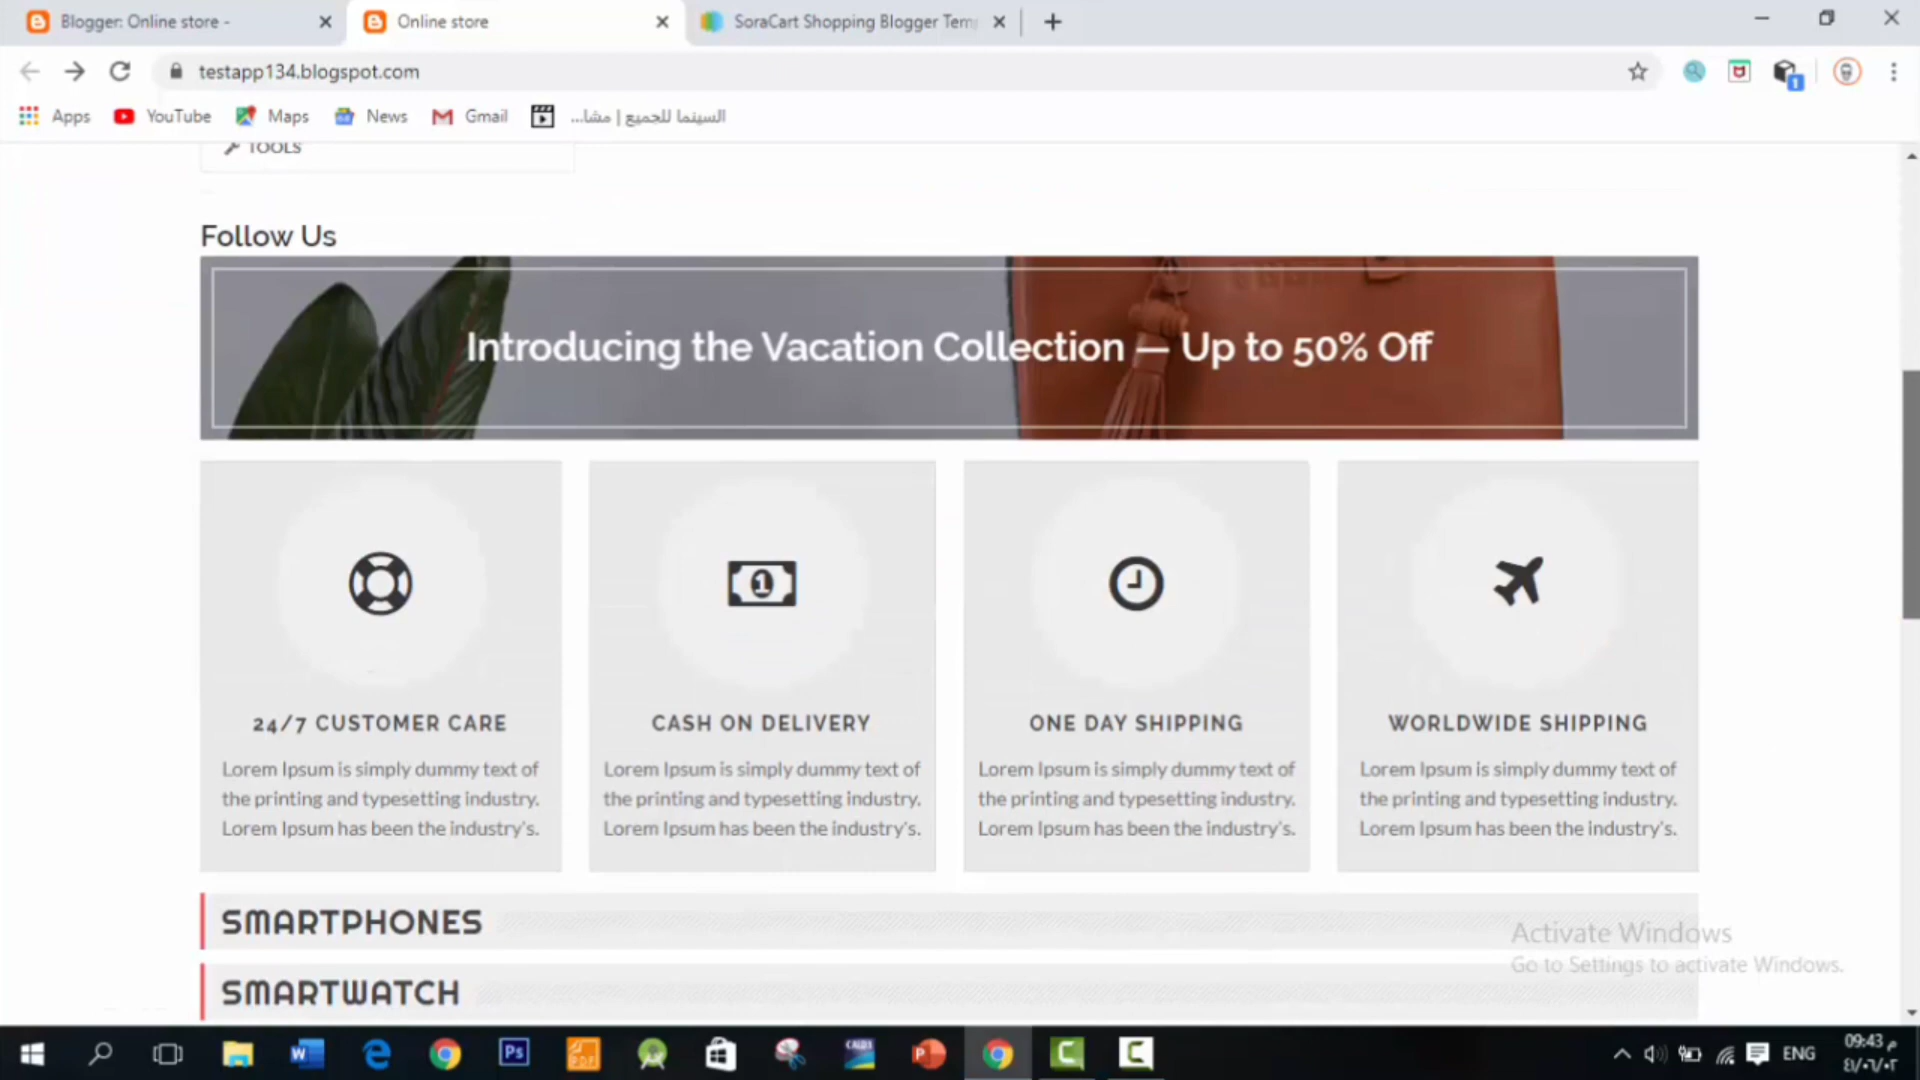 Blogger: Online store -
Online store
SoraCart Shopping Blogger Tem
testapp134.blogspot.com
Apps
YouTube
Maps
News
Gmail
السينما للجميع | مشا...
TOOLS
Follow Us
Introducing the Vacation Collection — Up to 50% Off
24/7 CUSTOMER CARE
Lorem Ipsum is simply dummy text of
the printing and typesetting industry.
Lorem Ipsum has been the industry's.
CASH ON DELIVERY
Lorem Ipsum is simply dummy text of
the printing and typesetting industry.
Lorem Ipsum has been the industry's.
ONE DAY SHIPPING
Lorem Ipsum is simply dummy text of
the printing and typesetting industry.
Lorem Ipsum has been the industry's.
WORLDWIDE SHIPPING
Lorem Ipsum is simply dummy text of
the printing and typesetting industry.
Lorem Ipsum has been the industry's.
SMARTPHONES
SMARTWATCH
Activate Windows
Go to Settings to activate Windows.
ENG
09:43 م